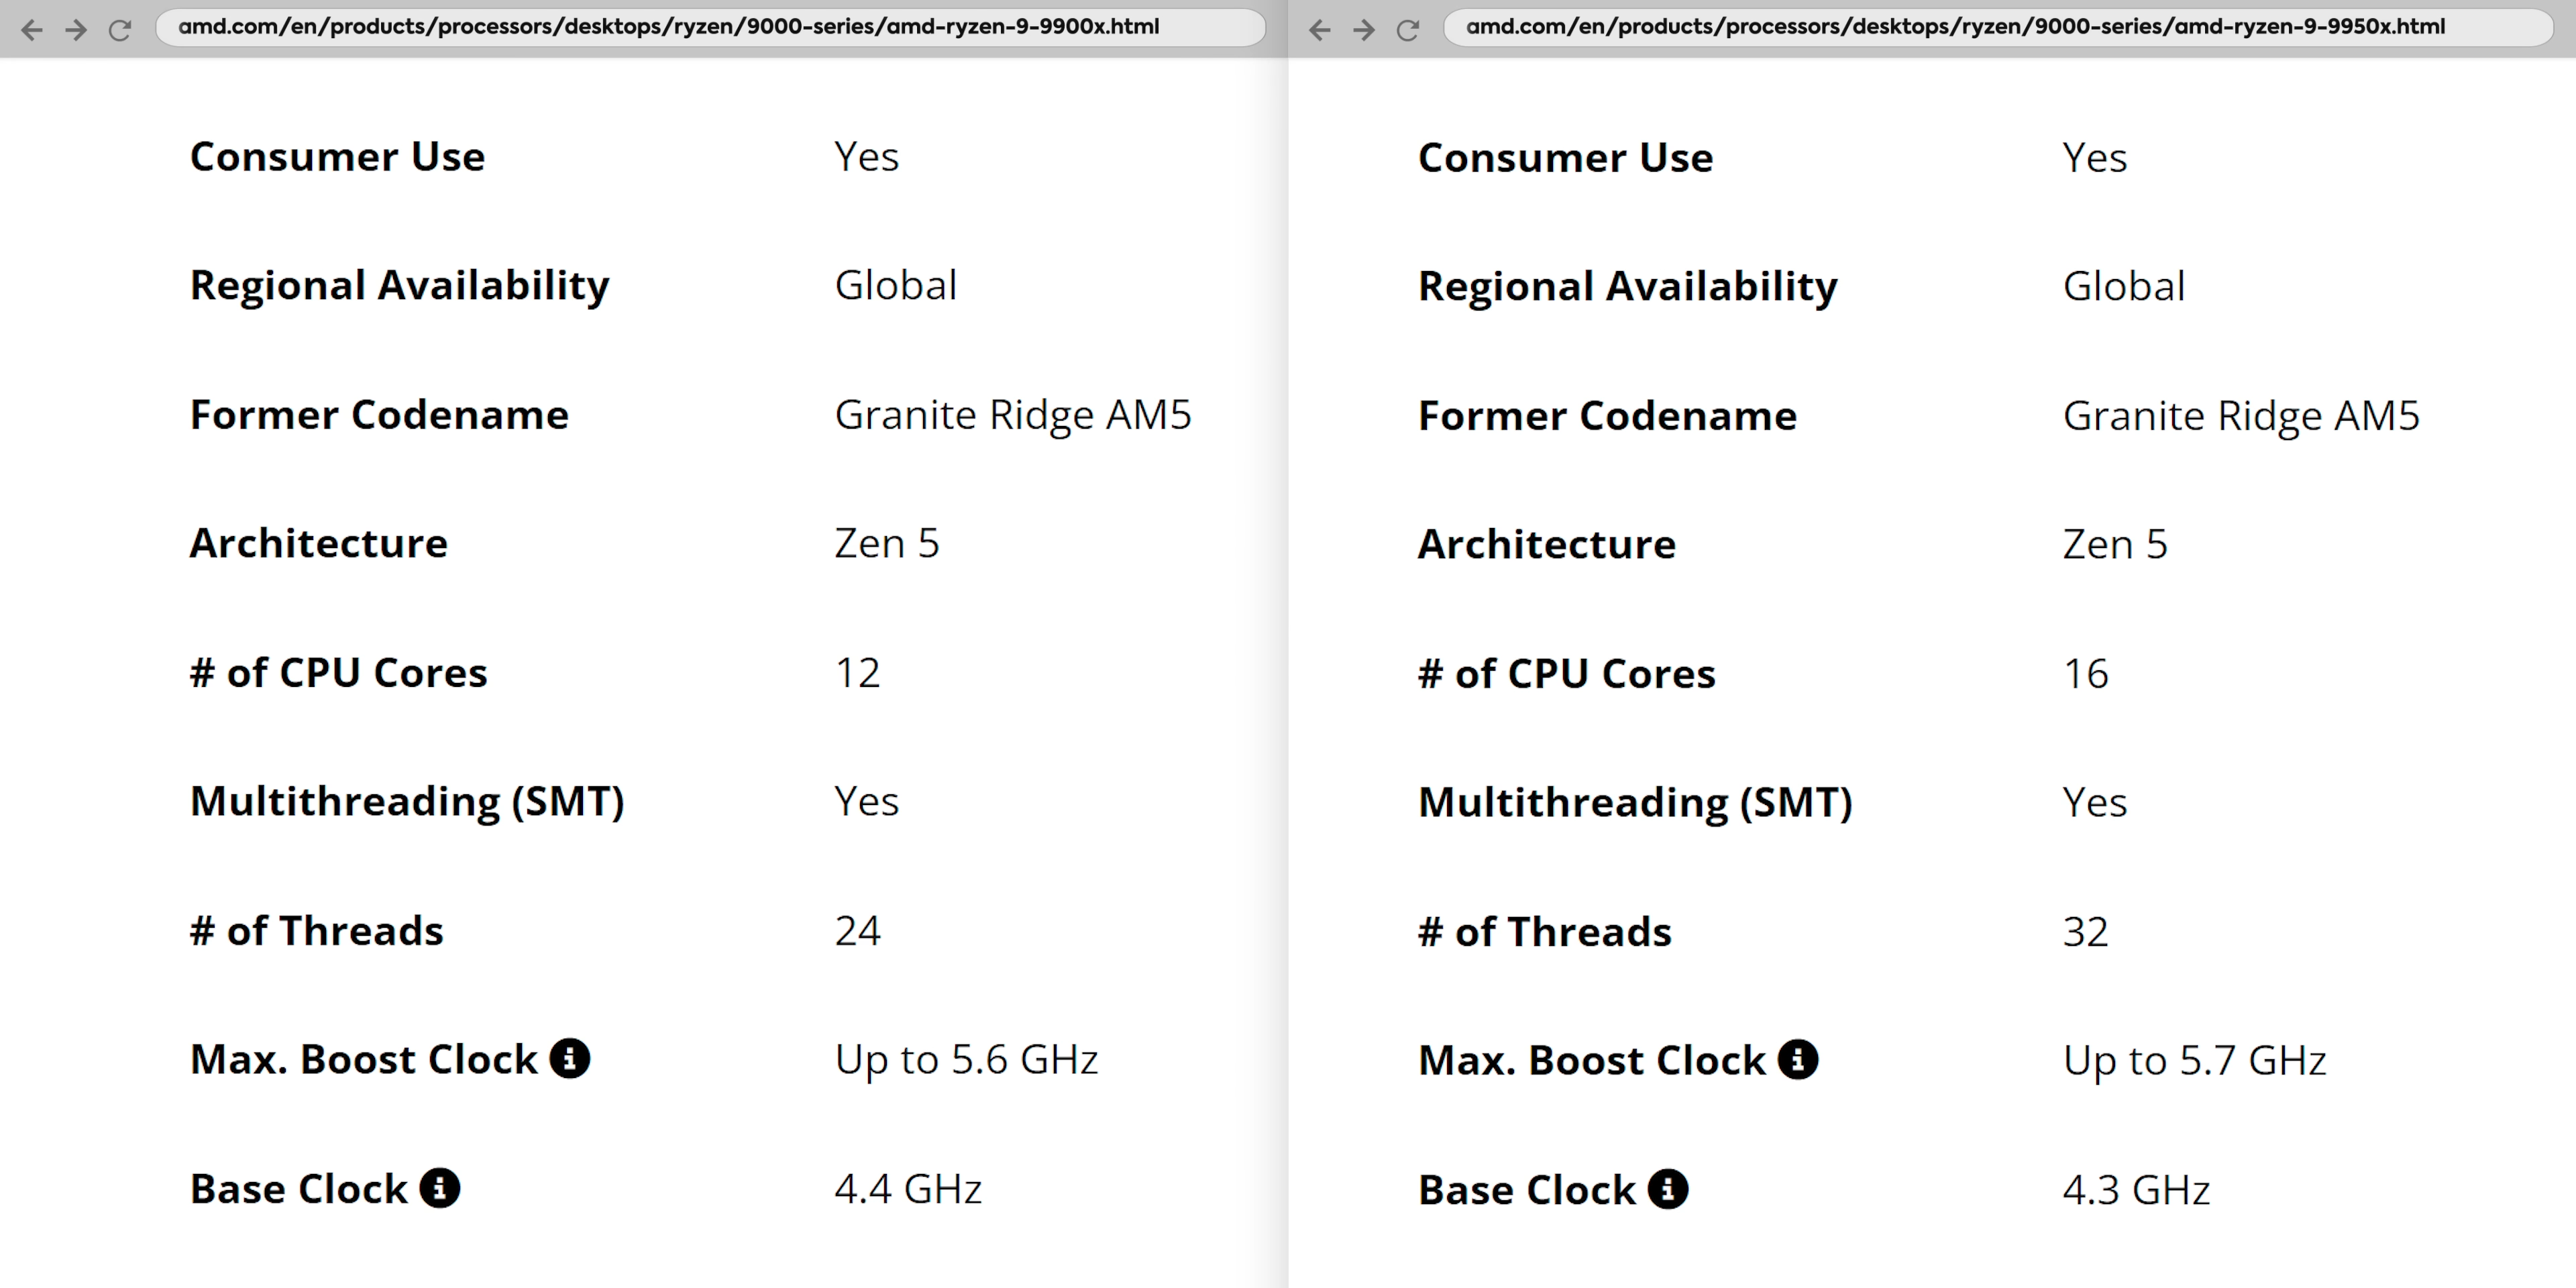 amd.com/en/products/processors/desktops/ryzen/9000-series/amd-ryzen-9-9900x.html
Consumer Use Yes
Regional Availability Global
Former Codename Granite Ridge AM5
Architecture Zen 5
# of CPU Cores 12
Multithreading (SMT) Yes
# of Threads 24
Max. Boost Clock Up to 5.6 GHz
Base Clock 4.4 GHz
amd.com/en/products/processors/desktops/ryzen/9000-series/amd-ryzen-9-9950x.html
Consumer Use Yes
Regional Availability Global
Former Codename Granite Ridge AM5
Architecture Zen 5
# of CPU Cores 16
Multithreading (SMT) Yes
# of Threads 32
Max. Boost Clock Up to 5.7 GHz
Base Clock 4.3 GHz